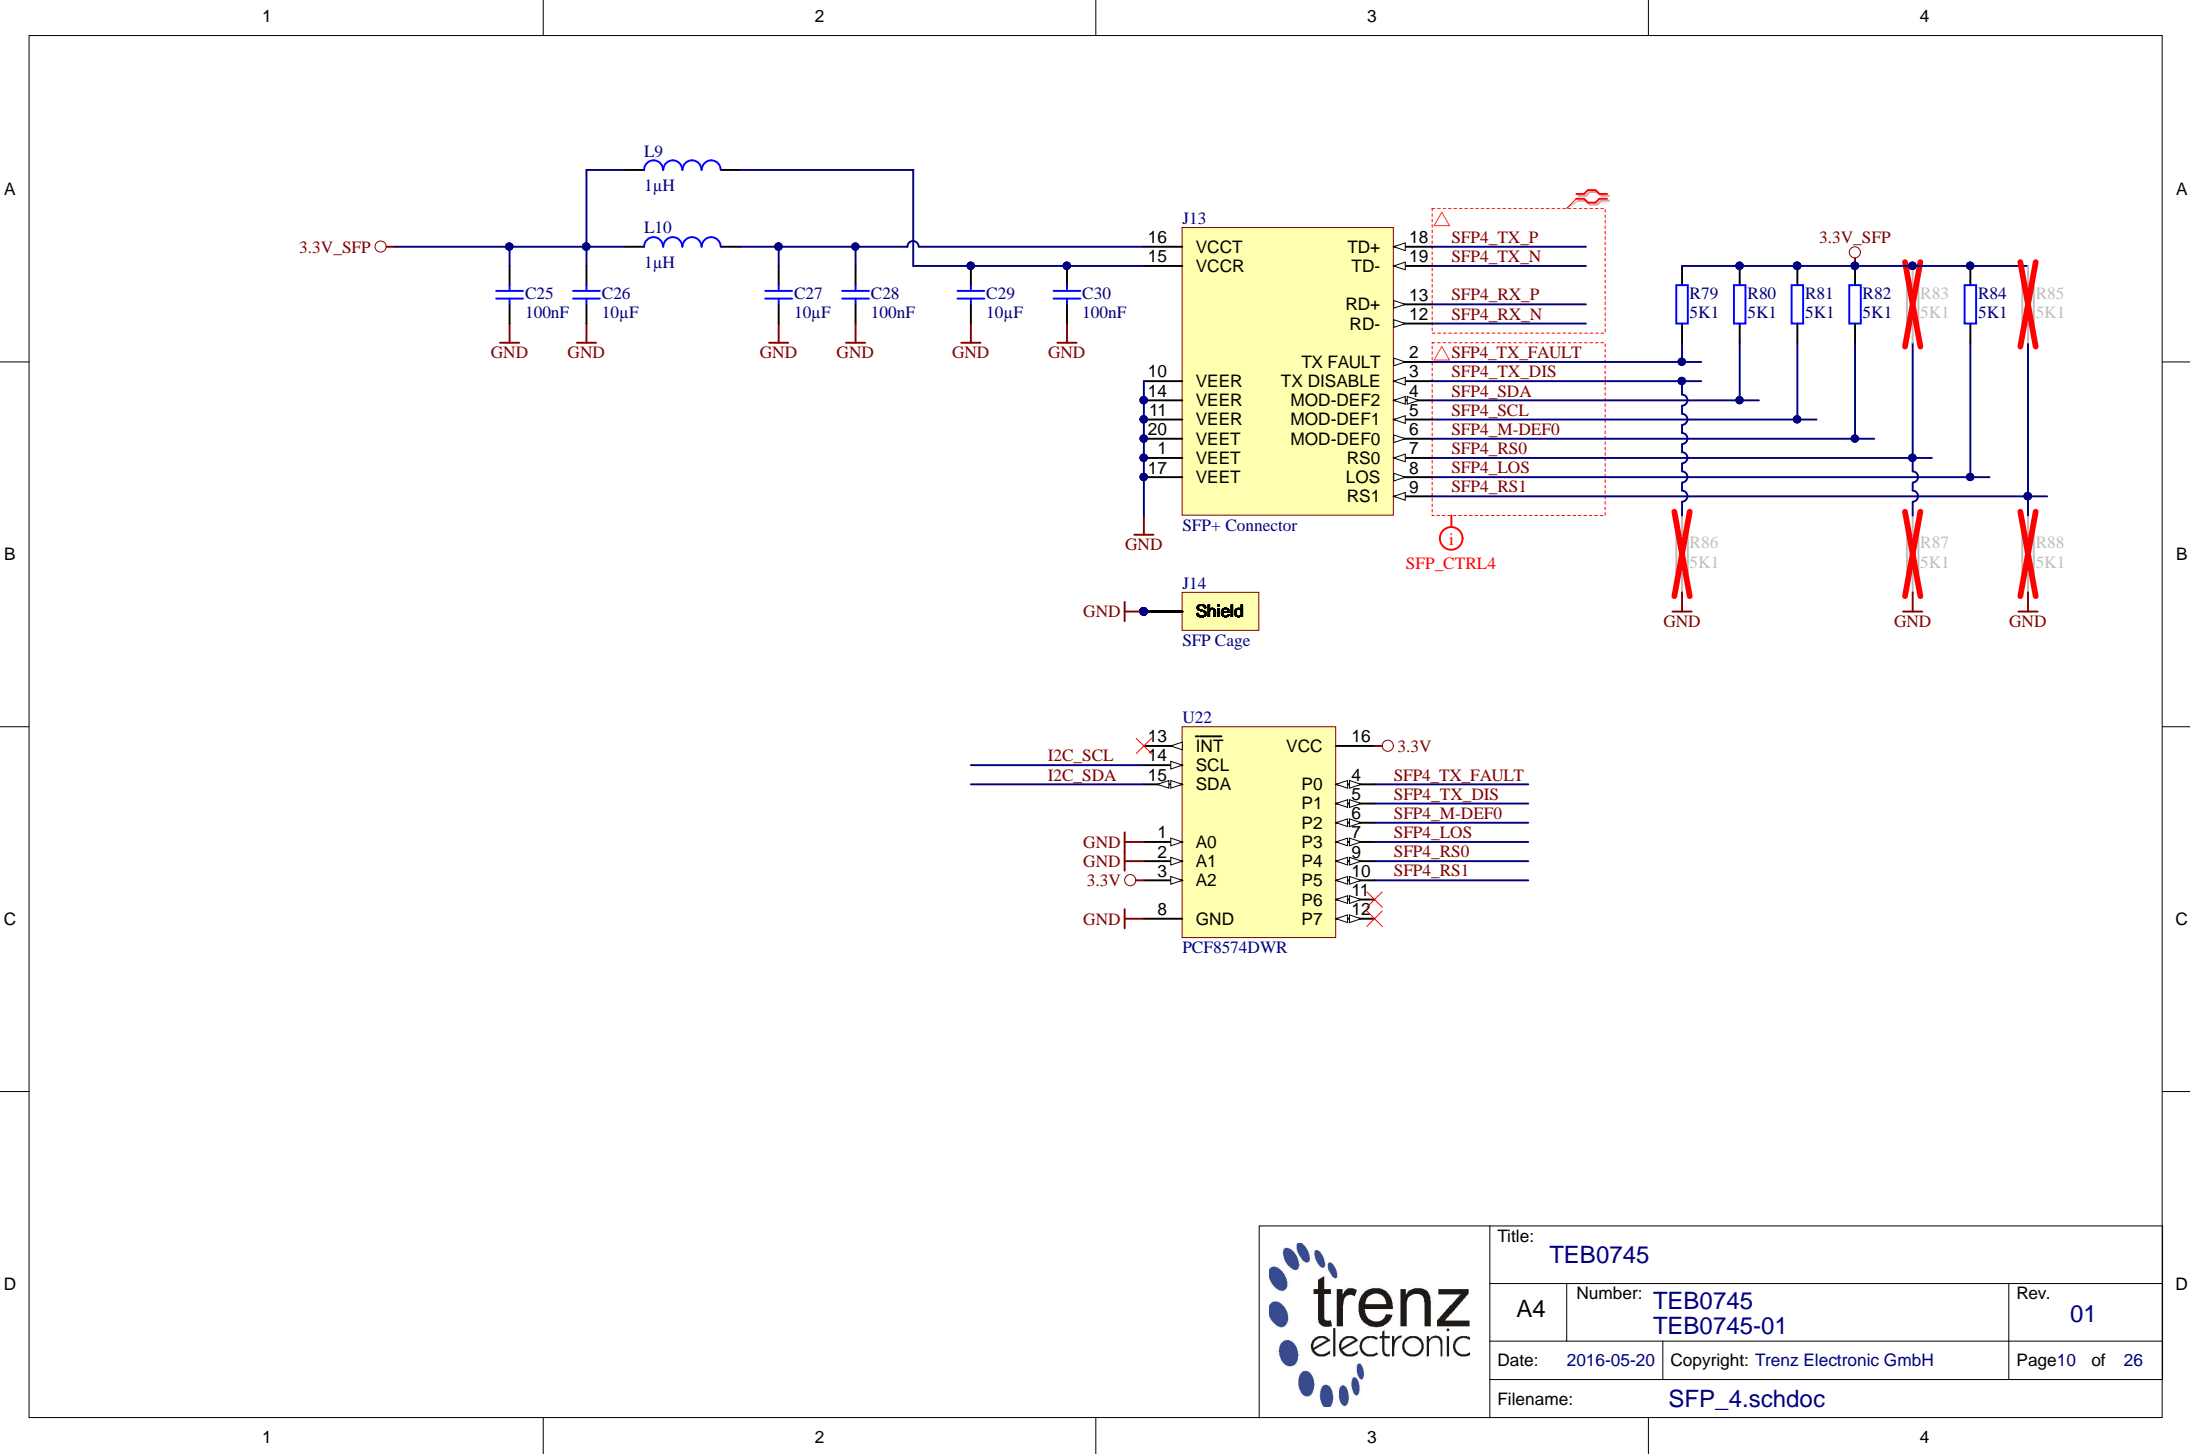 1 2 3 4
A A
B B
C C
D D
L9
1µH
L10
1µH
3.3V_SFP
C25
100nF
C26
10µF
C27
10µF
C28
100nF
C29
10µF
C30
100nF
GND GND GND GND GND GND
J13
16 VCCT
15 VCCR
10 VEER
14 VEER
11 VEER
20 VEET
1 VEET
17 VEET
GND
TD+ 18 SFP4_TX_P
TD- 19 SFP4_TX_N
RD+ 13 SFP4_RX_P
RD- 12 SFP4_RX_N
TX FAULT 2 SFP4_TX_FAULT
TX DISABLE 3 SFP4_TX_DIS
MOD-DEF2 4 SFP4_SDA
MOD-DEF1 5 SFP4_SCL
MOD-DEF0 6 SFP4_M-DEF0
RS0 7 SFP4_RS0
LOS 8 SFP4_LOS
RS1 9 SFP4_RS1
SFP+ Connector
i
SFP_CTRL4
3.3V_SFP
R79
5K1
R80
5K1
R81
5K1
R82
5K1
R83
5K1
R84
5K1
R85
5K1
R86
5K1
R87
5K1
R88
5K1
GND GND GND
J14
GND Shield
SFP Cage
U22
13 INT
I2C_SCL 14 SCL
I2C_SDA 15 SDA
GND 1 A0
GND 2 A1
3.3V 3 A2
GND 8 GND
VCC 16 3.3V
P0 4 SFP4_TX_FAULT
P1 5 SFP4_TX_DIS
P2 6 SFP4_M-DEF0
P3 7 SFP4_LOS
P4 9 SFP4_RS0
P5 10 SFP4_RS1
P6 11
P7 12
PCF8574DWR
trenz
electronic
Title:
TEB0745
A4
Number: TEB0745
TEB0745-01
Rev.
01
Date: 2016-05-20
Copyright: Trenz Electronic GmbH
Page10 of 26
Filename: SFP_4.schdoc
1 2 3 4